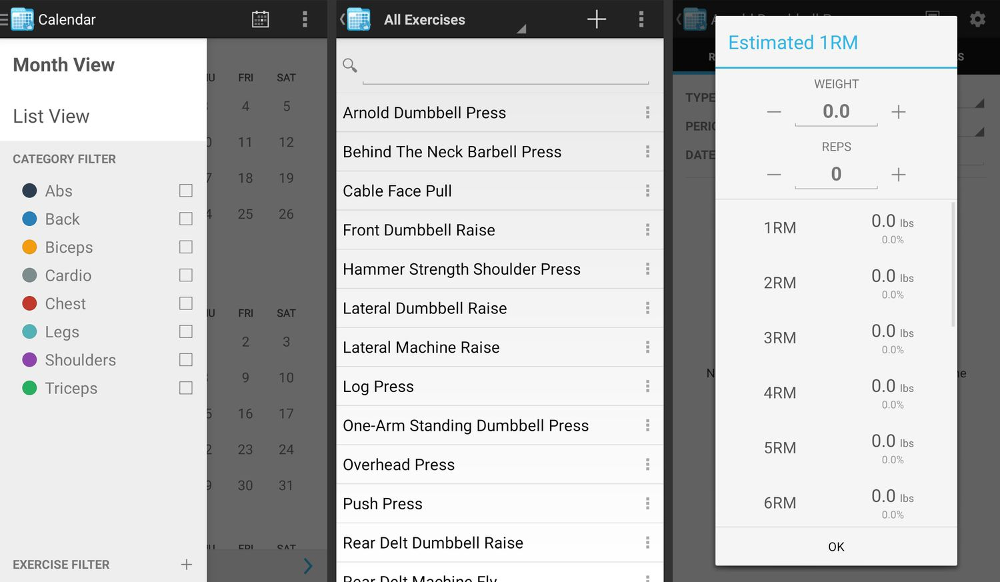 Calendar
Month View
List View
CATEGORY FILTER
Abs
Back
Biceps
Cardio
Chest
Legs
Shoulders
Triceps
EXERCISE FILTER
FRI SAT
4 5
11 12
18 19
25 26
FRI SAT
2 3
9 10
16 17
23 24
30 31
FRI SAT
All Exercises
Arnold Dumbbell Press
Behind The Neck Barbell Press
Cable Face Pull
Front Dumbbell Raise
Hammer Strength Shoulder Press
Lateral Dumbbell Raise
Lateral Machine Raise
Log Press
One-Arm Standing Dumbbell Press
Overhead Press
Push Press
Rear Delt Dumbbell Raise
Rear Delt Machine Fly
TYPE
DATE
Estimated 1RM
WEIGHT
0.0
REPS
0
1RM 0.0 lbs
0.0%
2RM 0.0 lbs
0.0%
3RM 0.0 lbs
0.0%
4RM 0.0 lbs
0.0%
5RM 0.0 lbs
0.0%
6RM 0.0 lbs
0.0%
OK